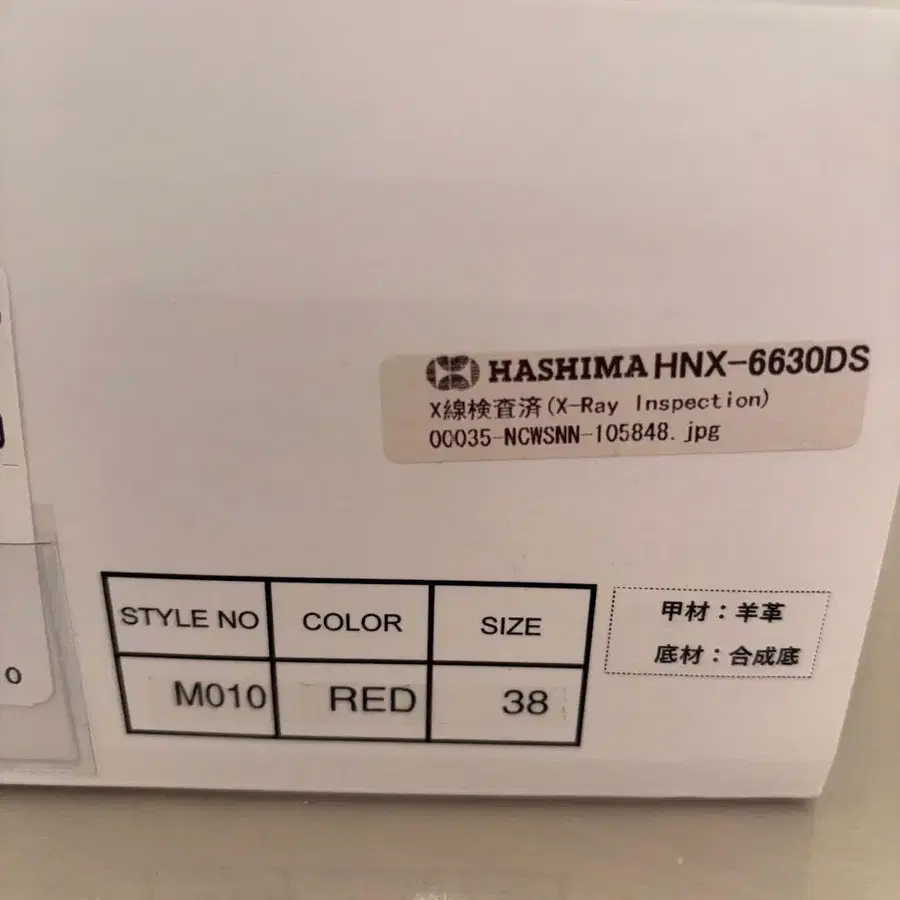 HASHIMA HNX-6630DS
X線検査済(X-Ray Inspection)
00035-NCWSNN-105848.jpg
STYLE NO COLOR SIZE
M010 RED 38
甲材：羊革
底材：合成底
0